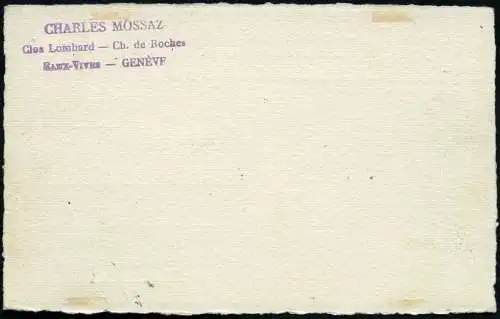 CHARLES MOSSAZ
Clos Lombard — Ch. de Roches
EAUX-VIVES — GENÈVE